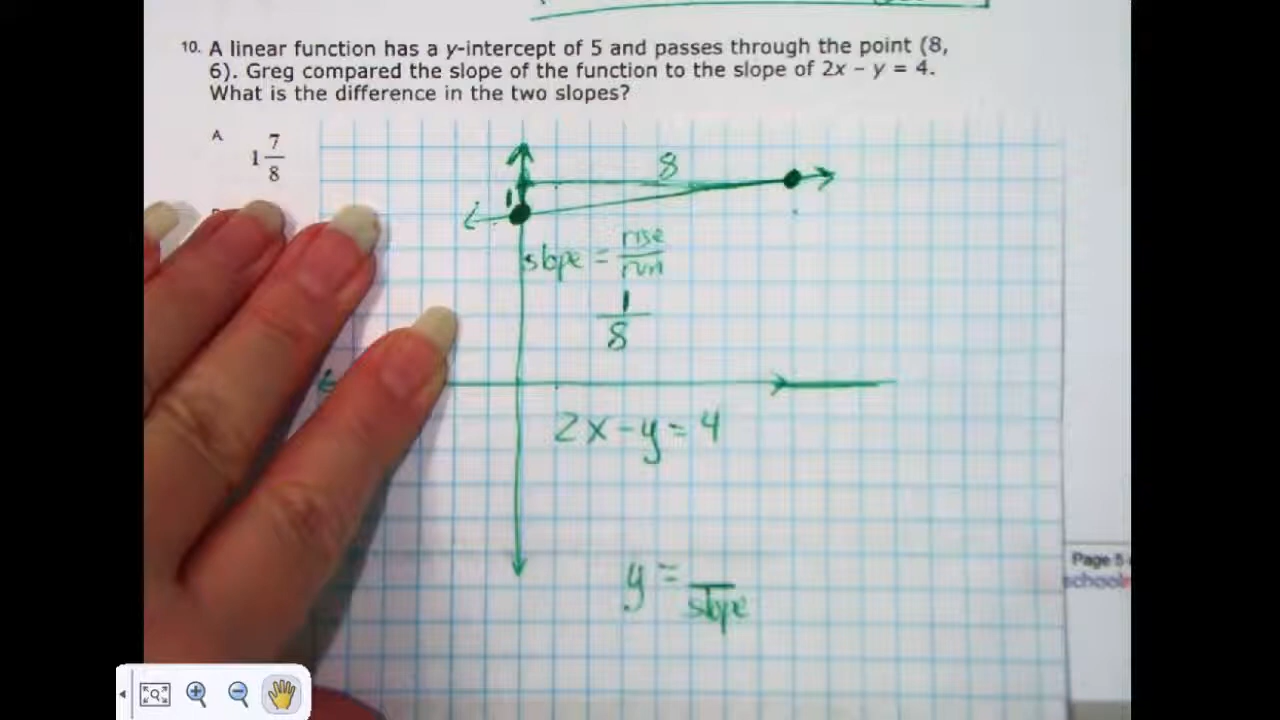 10. A linear function has a y-intercept of 5 and passes through the point (8,
6). Greg compared the slope of the function to the slope of 2x – y = 4.
What is the difference in the two slopes?
A
1 7/8
8
1
slope = rise/run
1/8
2x - y = 4
y = __
slope
Page 5
school